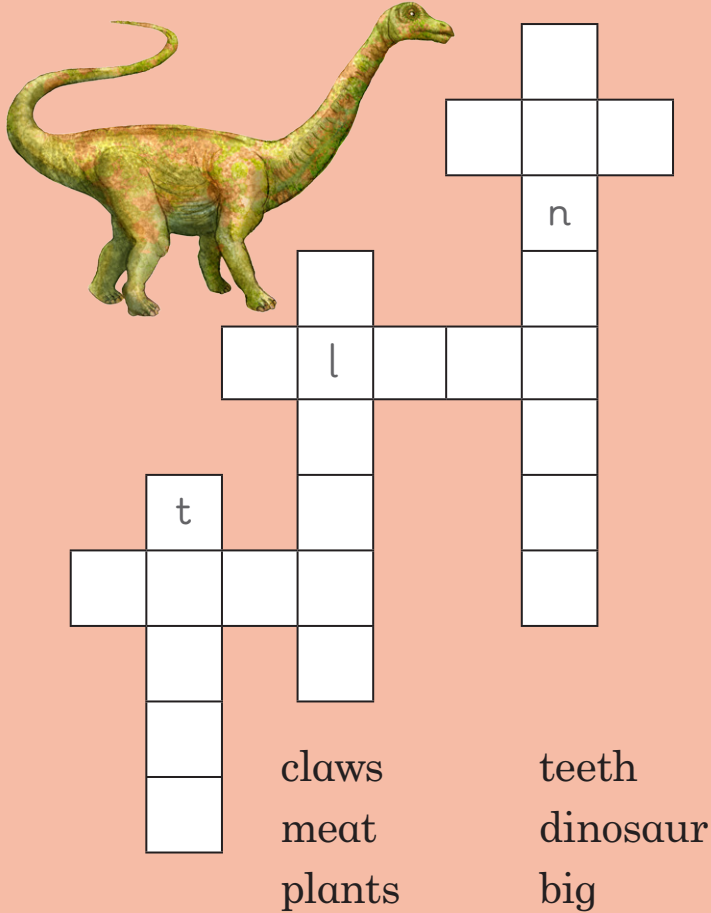 n
l
t
claws
teeth
meat
dinosaur
plants
big